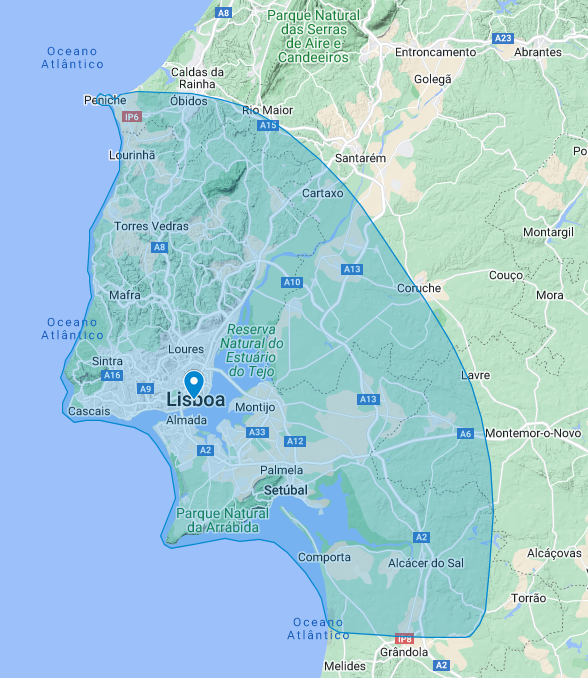 A8
Parque Natural
das Serras
de Aire e
Candeeiros
A23
Oceano
Atlântico
Entroncamento
Abrantes
Caldas da
Rainha
Golegã
Peniche
Óbidos
Rio Maior
IP6
A15
Lourinhã
Santarém
Po
Cartaxo
Torres Vedras
Montargil
A8
A13
Couço
A10
Coruche
Mafra
Mora
Oceano
Atlântico
Reserva
Natural do
Estuário
do Tejo
Loures
Sintra
A16
Lavre
A9
Lisboa
A13
Cascais
Montijo
Almada
A33
A12
A6
Montemor-o-Novo
A2
Palmela
Setúbal
Parque Natural
da Arrábida
A2
Comporta
Alcácer do Sal
Alcáçovas
Torrão
Oceano
Atlântico
IP8
Grândola
Melides
A2